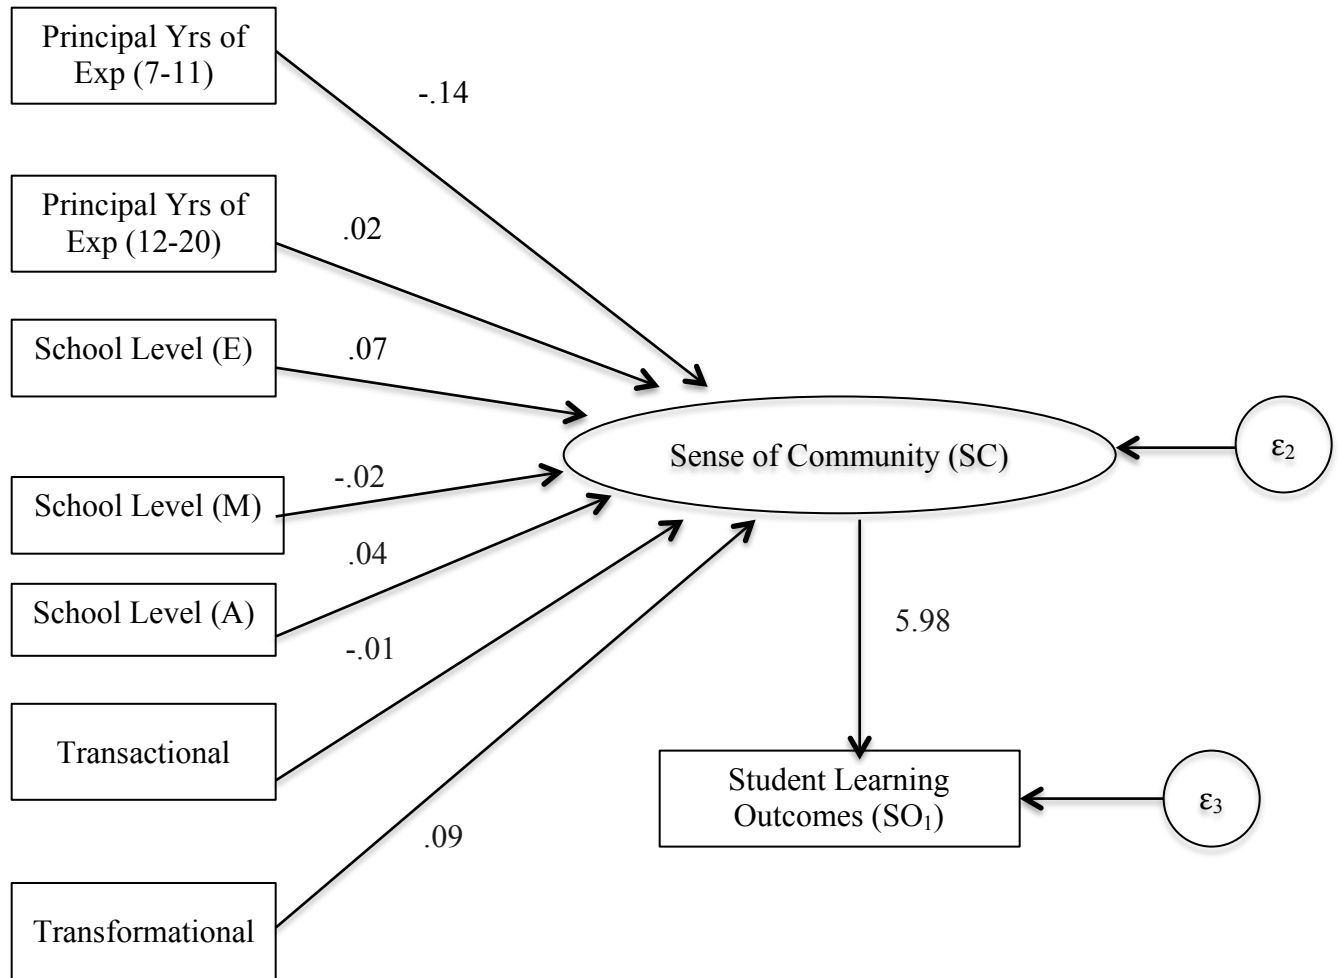 Principal Yrs of
Exp (7-11)
-.14
Principal Yrs of
Exp (12-20)
.02
School Level (E)
.07
Sense of Community (SC)
ε2
School Level (M)
-.02
.04
School Level (A)
-.01
5.98
Transactional
Student Learning
Outcomes (SO1)
ε3
.09
Transformational